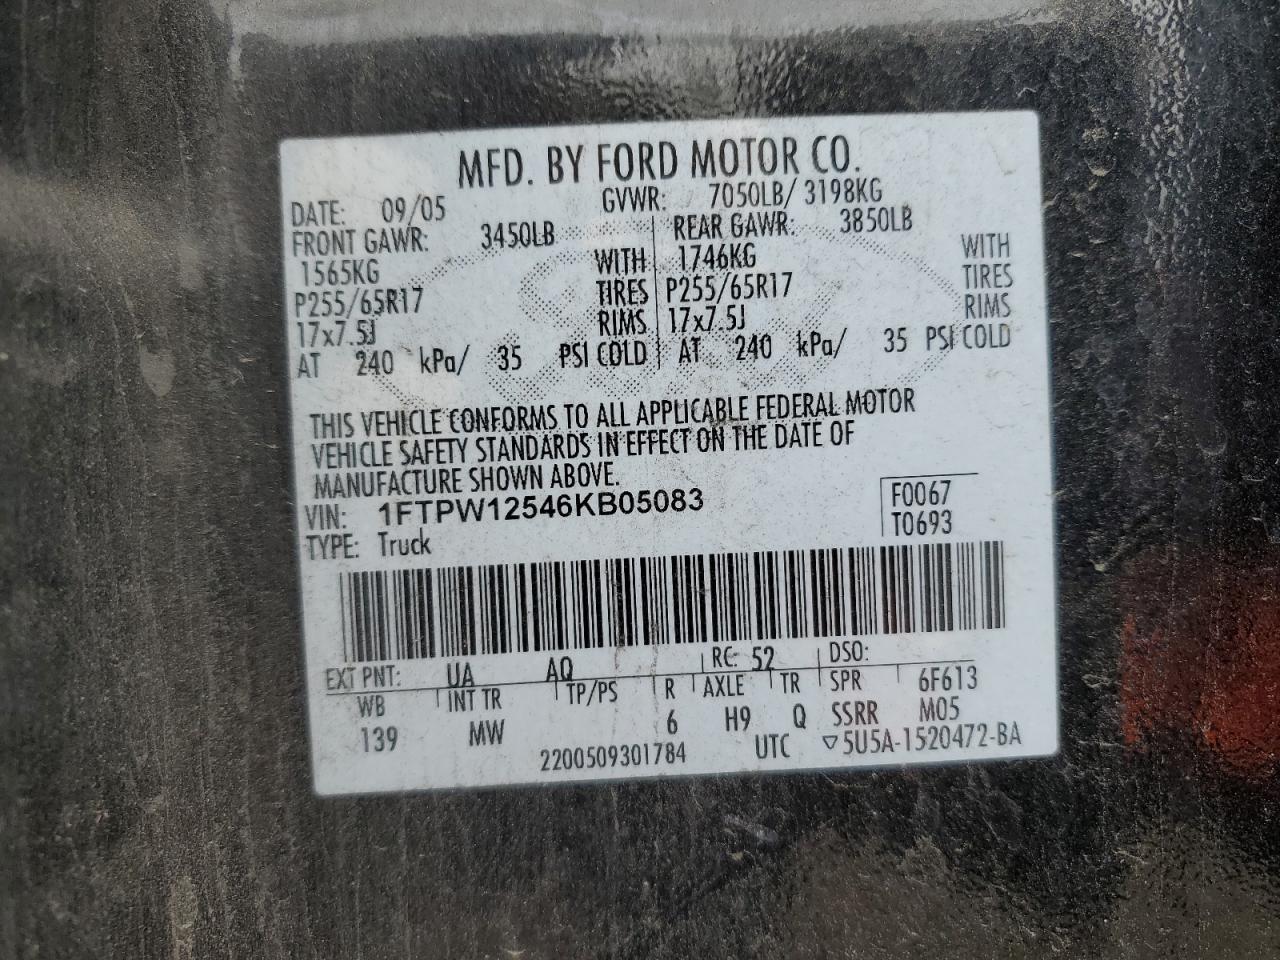 MFD. BY FORD MOTOR CO.
DATE: 09/05 GVWR: 7050LB/ 3198KG
FRONT GAWR: 3450LB REAR GAWR: 3850LB
1565KG WITH 1746KG WITH
P255/65R17 TIRES P255/65R17 TIRES
17x7.5J RIMS 17x7.5J RIMS
AT 240 kPa/ 35 PSI COLD AT 240 kPa/ 35 PSI COLD
THIS VEHICLE CONFORMS TO ALL APPLICABLE FEDERAL MOTOR
VEHICLE SAFETY STANDARDS IN EFFECT ON THE DATE OF
MANUFACTURE SHOWN ABOVE.
VIN: 1FTPW12546KB05083 F0067
TYPE: Truck T0693
EXT PNT: UA AQ RC: 52 DSO:
WB INT TR TP/PS R AXLE TR SPR 6F613
139 MW 6 H9 Q SSRR M05
2200509301784 UTC ▽5U5A-1520472-BA